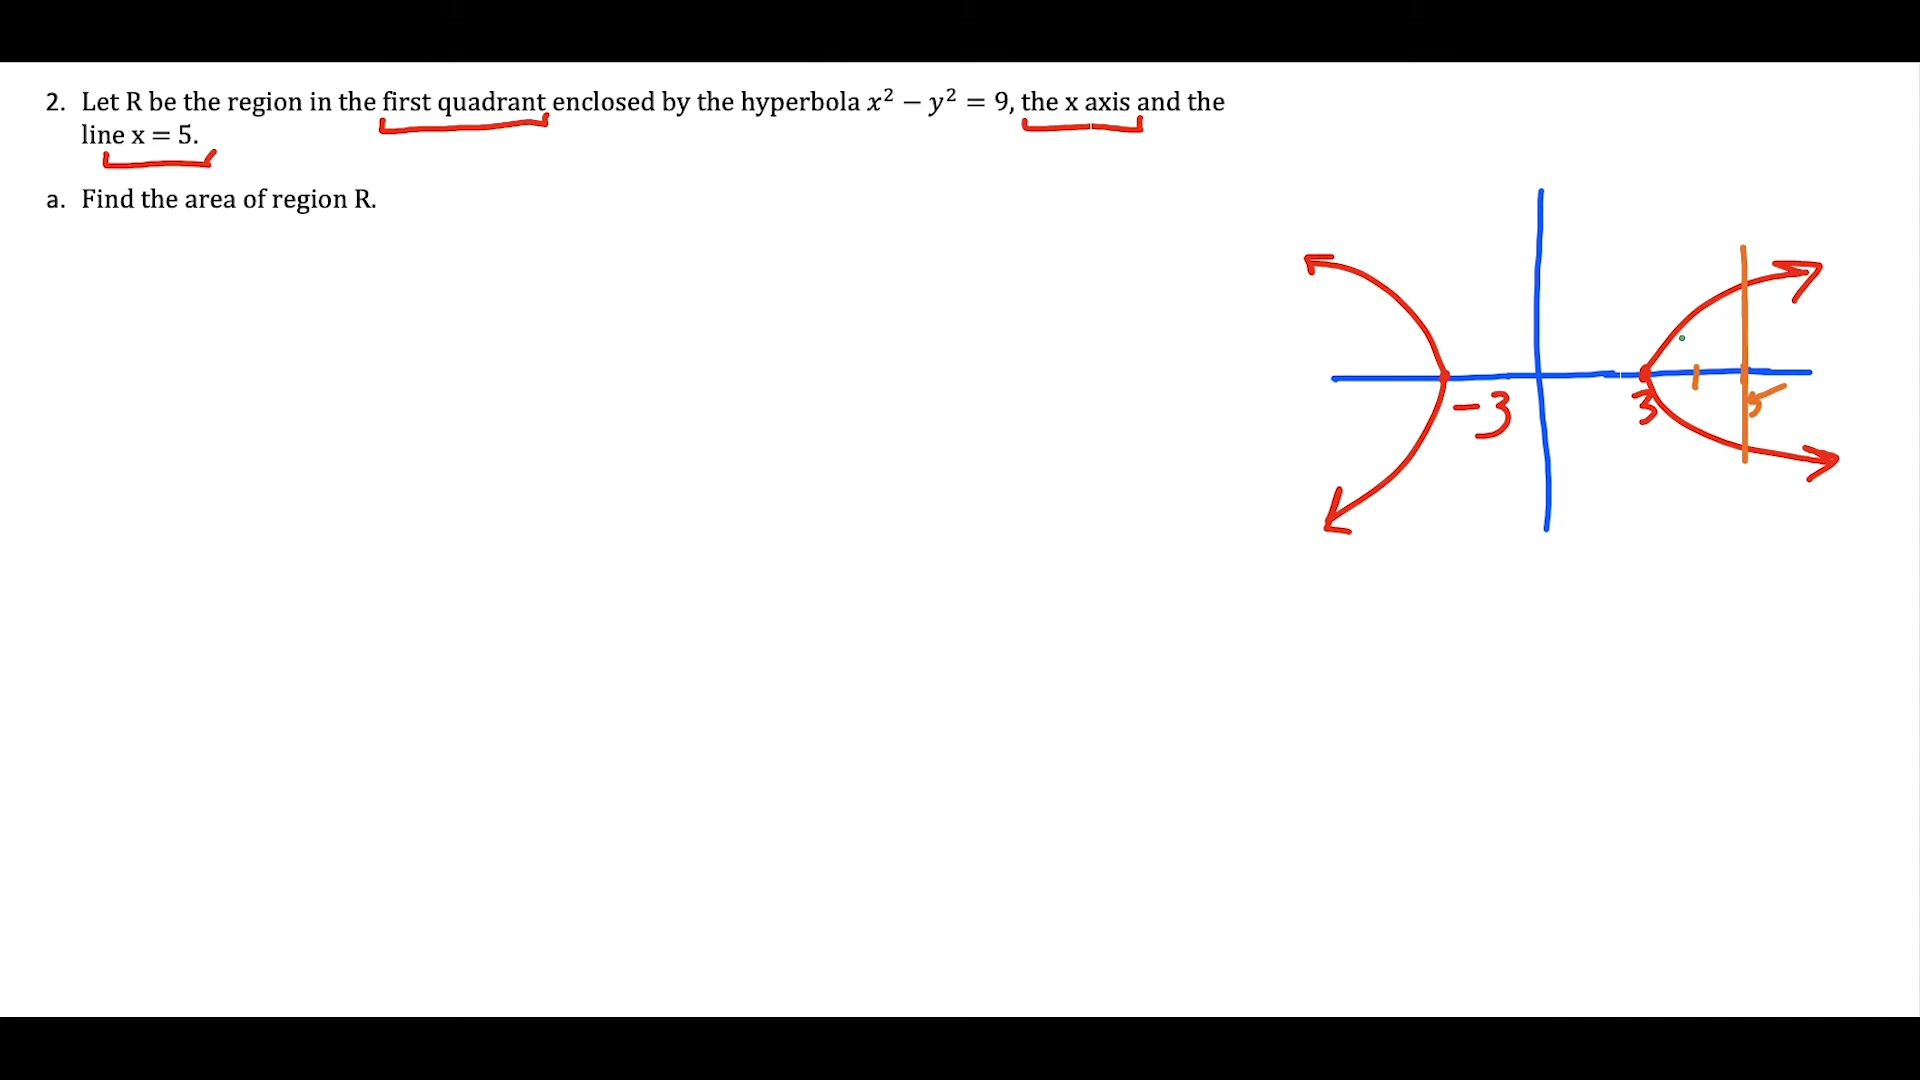 2. Let R be the region in the first quadrant enclosed by the hyperbola x² − y² = 9, the x axis and the
line x = 5.
a. Find the area of region R.
-3 3 5